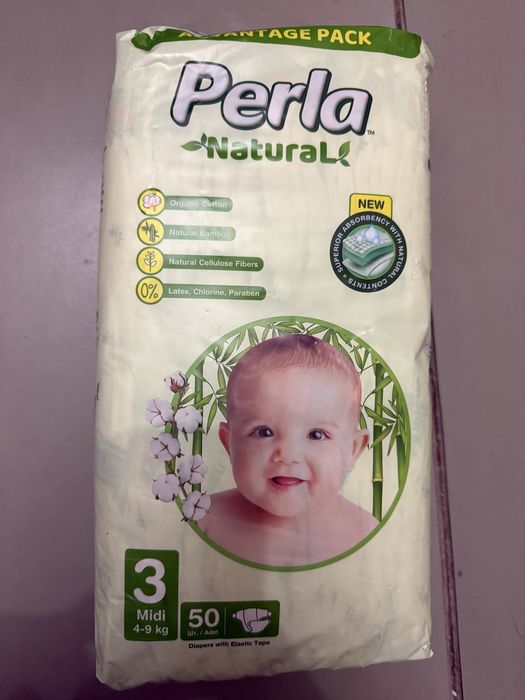 ADVANTAGE PACK
Perla™
Natural
Organic Cotton
Natural Bamboo
Natural Cellulose Fibers
0% Latex, Chlorine, Paraben
NEW
SUPERIOR ABSORBENCY WITH NATURAL CONTENTS
3
Midi
4-9 kg
50
Шт. / Adet
Diapers with Elastic Tape